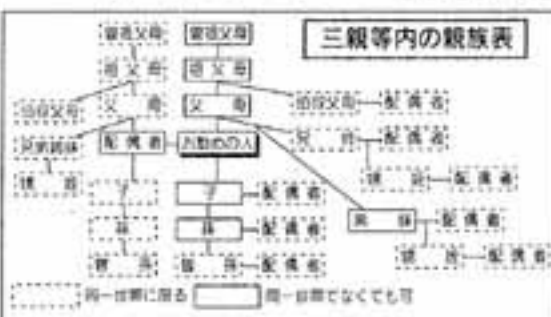 三親等内の親族表
曾祖父母 曾祖父母
祖父母 祖父母
伯叔父母 父母 父母 伯叔父母 配偶者
兄弟姉妹 配偶者 お勤めの人 兄姉 配偶者
甥姪 子 子 配偶者 甥姪 配偶者
孫 孫 配偶者 弟妹 配偶者
曾孫 曾孫 配偶者 甥姪 配偶者
同一世帯に限る 同一世帯でなくても可